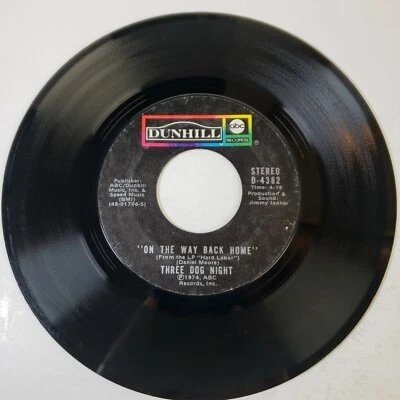 DUNHILL
abc
RECORDS
Publisher:
ABC/Dunhill
Music, Inc. &
Speed Music
(BMI)
(45-01706-S)
STEREO
D-4382
Time: 4:18
Production &
Sound:
Jimmy Ienner
"ON THE WAY BACK HOME"
(From the LP "Hard Labor")
(Daniel Moore)
THREE DOG NIGHT
Ⓟ1974, ABC
Records, Inc.